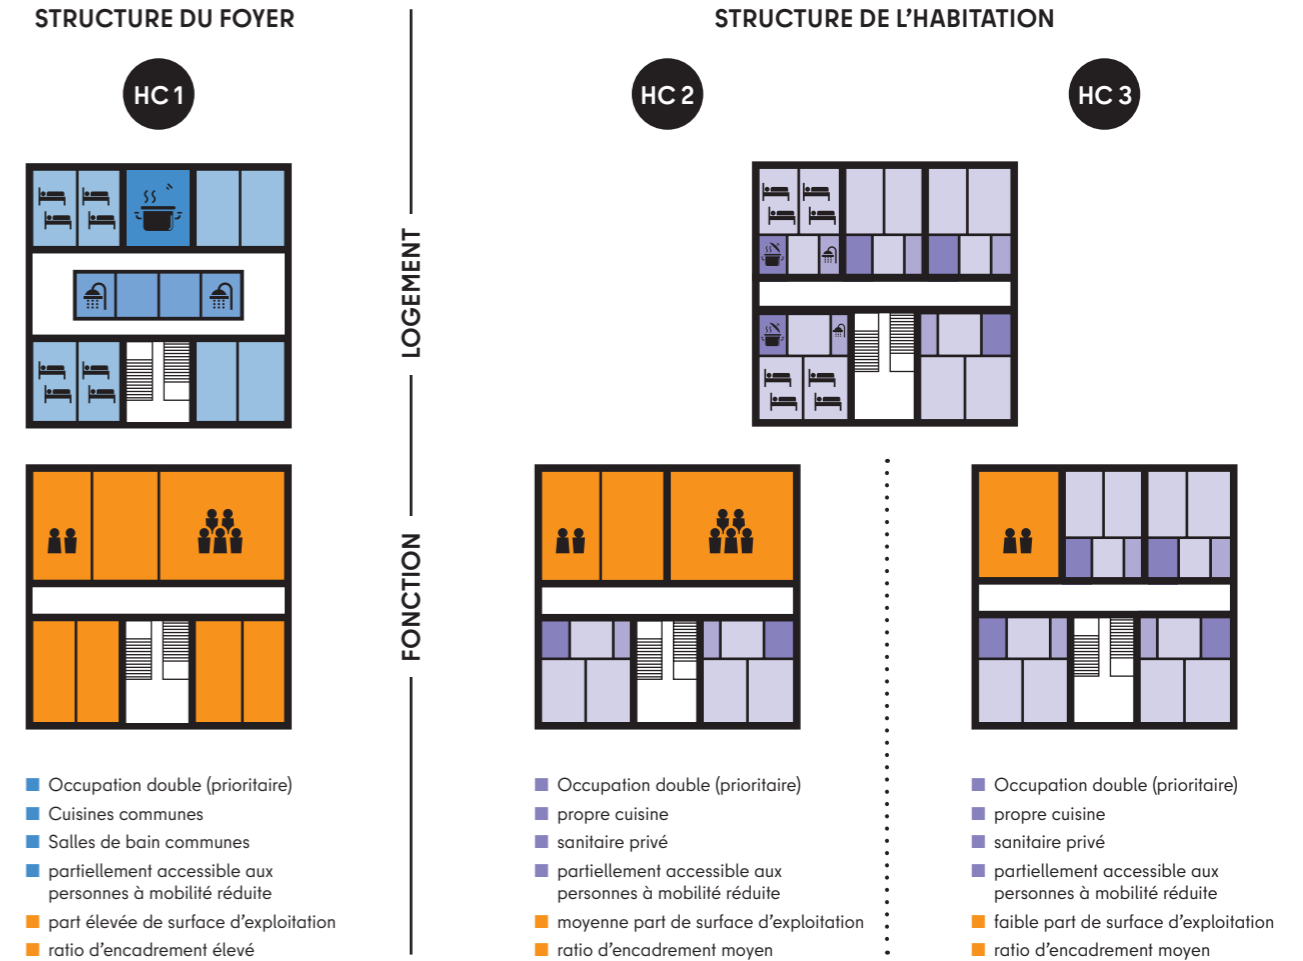 STRUCTURE DU FOYER
STRUCTURE DE L'HABITATION
HC 1
HC 2
HC 3
LOGEMENT
FONCTION
Occupation double (prioritaire)
Cuisines communes
Salles de bain communes
partiellement accessible aux
personnes à mobilité réduite
part élevée de surface d'exploitation
ratio d'encadrement élevé
Occupation double (prioritaire)
propre cuisine
sanitaire privé
partiellement accessible aux
personnes à mobilité réduite
moyenne part de surface d'exploitation
ratio d'encadrement moyen
Occupation double (prioritaire)
propre cuisine
sanitaire privé
partiellement accessible aux
personnes à mobilité réduite
faible part de surface d'exploitation
ratio d'encadrement moyen